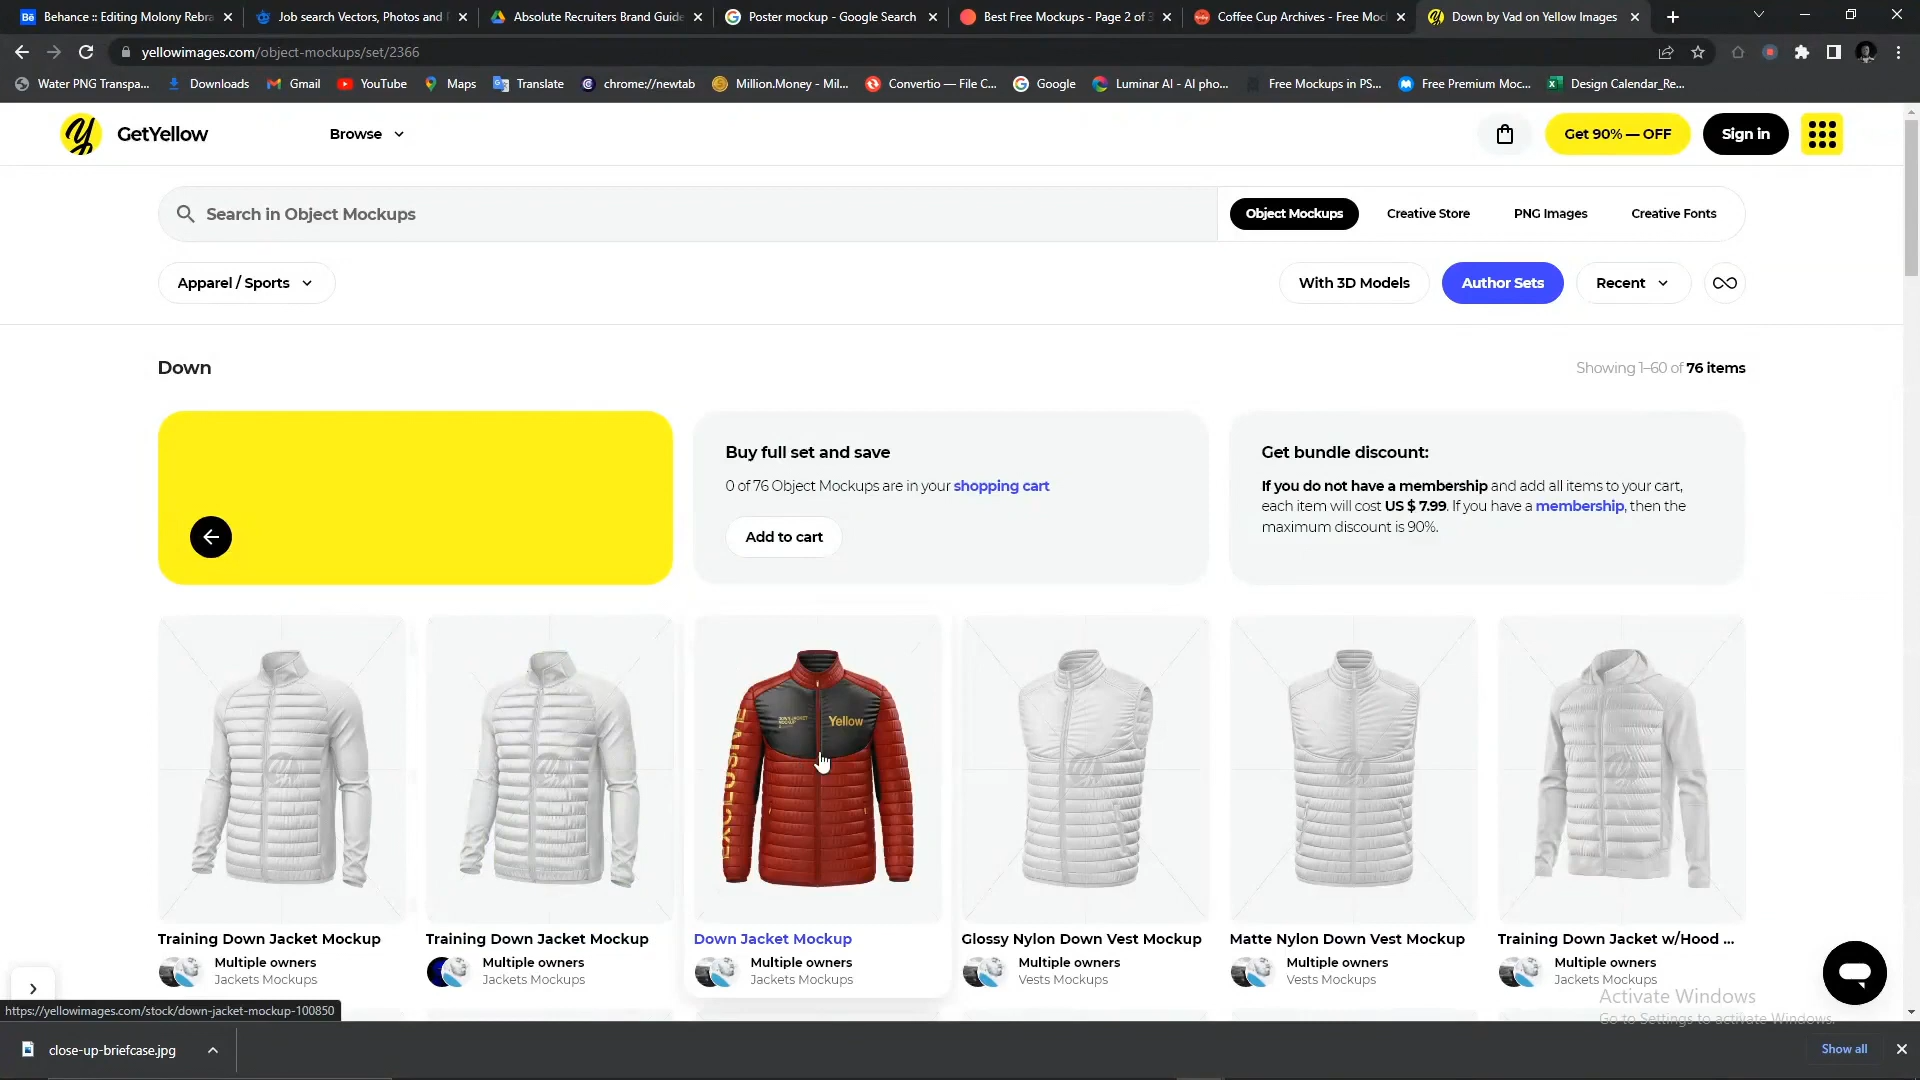 Behance :: Editing Molony Rebra
Job search Vectors, Photos and
Absolute Recruiters Brand Guide
Poster mockup - Google Search
Best Free Mockups - Page 2 of 3
Coffee Cup Archives - Free Moc
Down by Vad on Yellow Images
yellowimages.com/object-mockups/set/2366
Water PNG Transpa...
Downloads
Gmail
YouTube
Maps
Translate
chrome://newtab
Million.Money - Mil...
Convertio — File C...
Google
Luminar AI - AI pho...
Free Mockups in PS...
Free Premium Moc...
Design Calendar_Re...
GetYellow
Browse
Get 90% — OFF
Sign in
Search in Object Mockups
Object Mockups
Creative Store
PNG Images
Creative Fonts
Apparel / Sports
With 3D Models
Author Sets
Recent
Down
Showing 1–60 of 76 items
Buy full set and save
0 of 76 Object Mockups are in your shopping cart
Add to cart
Get bundle discount:
If you do not have a membership and add all items to your cart,
each item will cost US $ 7.99. If you have a membership, then the
maximum discount is 90%.
DOWN JACKET
MOCKUP
Yellow
EXCLUSIVE
Training Down Jacket Mockup
Multiple owners
Jackets Mockups
Training Down Jacket Mockup
Multiple owners
Jackets Mockups
Down Jacket Mockup
Multiple owners
Jackets Mockups
Glossy Nylon Down Vest Mockup
Multiple owners
Vests Mockups
Matte Nylon Down Vest Mockup
Multiple owners
Vests Mockups
Training Down Jacket w/Hood ...
Multiple owners
Jackets Mockups
Activate Windows
Go to Settings to activate Windows.
https://yellowimages.com/stock/down-jacket-mockup-100850
close-up-briefcase.jpg
Show all